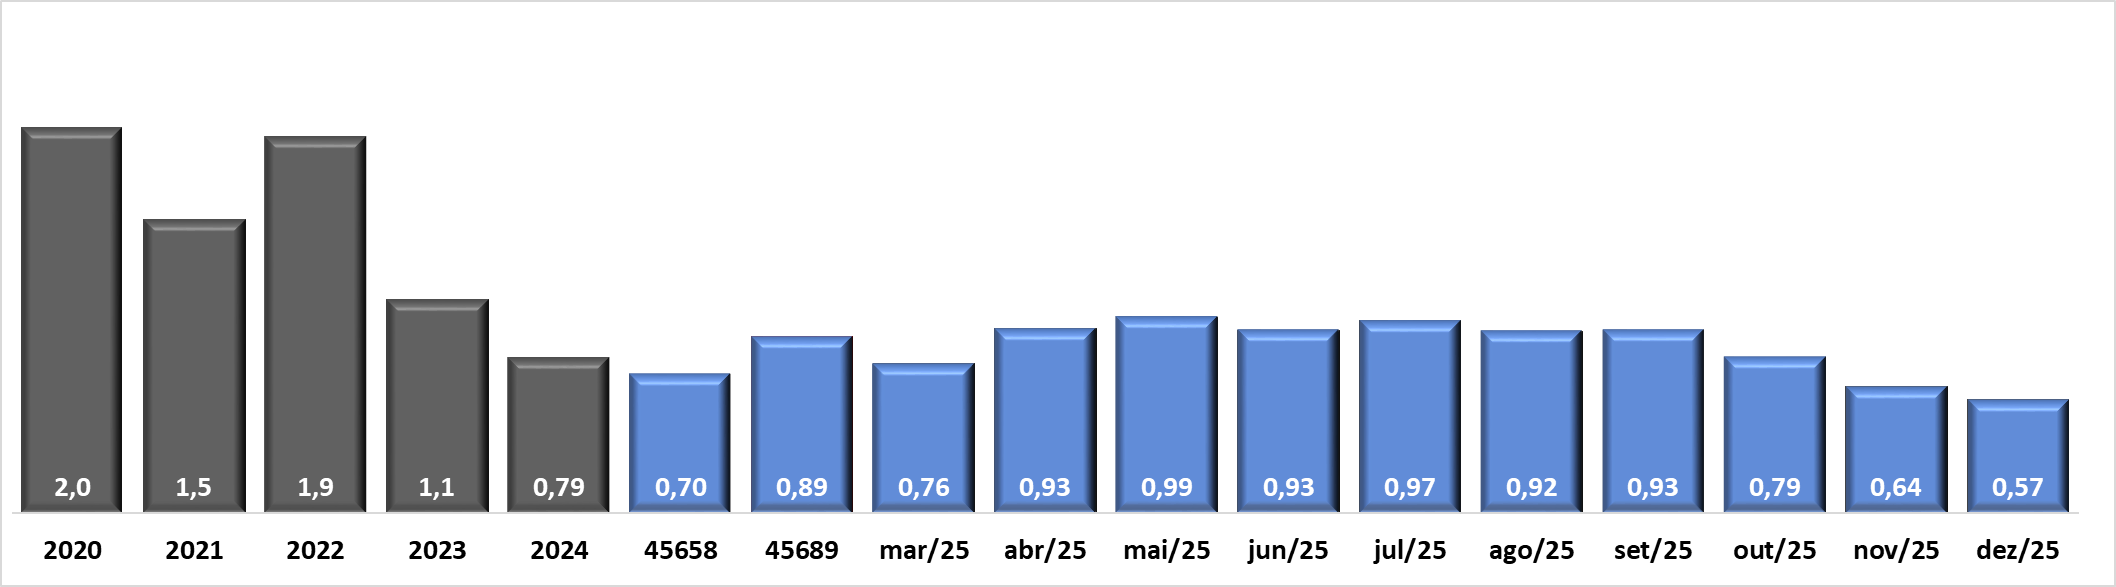 2,0 1,5 1,9 1,1 0,79 0,70 0,89 0,76 0,93 0,99 0,93 0,97 0,92 0,93 0,79 0,64 0,57
2020 2021 2022 2023 2024 45658 45689 mar/25 abr/25 mai/25 jun/25 jul/25 ago/25 set/25 out/25 nov/25 dez/25